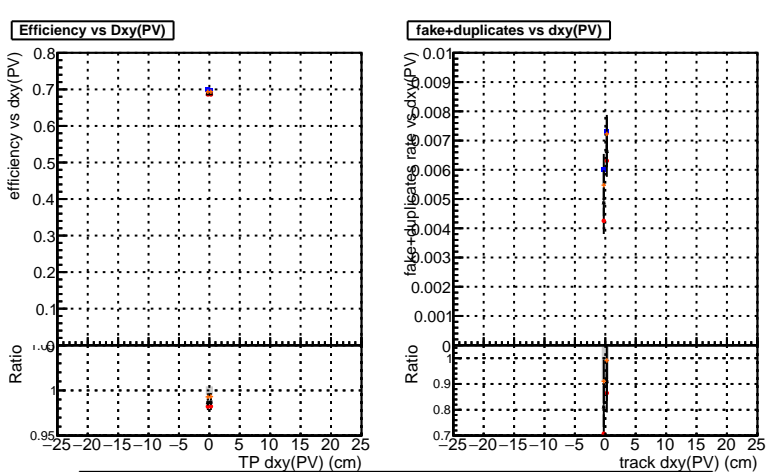 Efficiency vs Dxy(PV)
efficiency vs dxy(PV)
0.8
0.7
0.6
0.5
0.4
0.3
0.2
0.1
0
Ratio
1
0.95
−25 −20 −15 −10 −5 0 5 10 15 20 25
TP dxy(PV) (cm)
fake+duplicates vs dxy(PV)
fake+duplicates rate vs dxy(PV)
0.01
0.009
0.008
0.007
0.006
0.005
0.004
0.003
0.002
0.001
0
Ratio
1
0.9
0.8
0.7
−25 −20 −15 −10 −5 0 5 10 15 20 25
track dxy(PV) (cm)